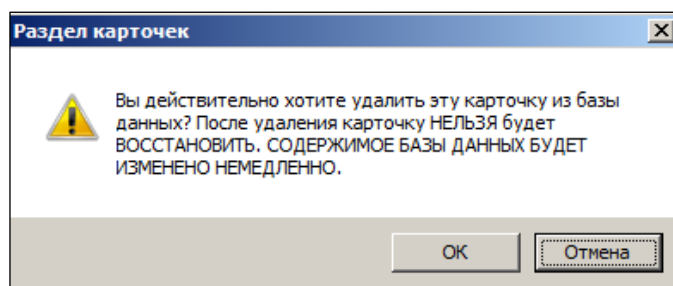 Раздел карточек
Вы действительно хотите удалить эту карточку из базы
данных? После удаления карточку НЕЛЬЗЯ будет
ВОССТАНОВИТЬ. СОДЕРЖИМОЕ БАЗЫ ДАННЫХ БУДЕТ
ИЗМЕНЕНО НЕМЕДЛЕННО.
ОК
Отмена